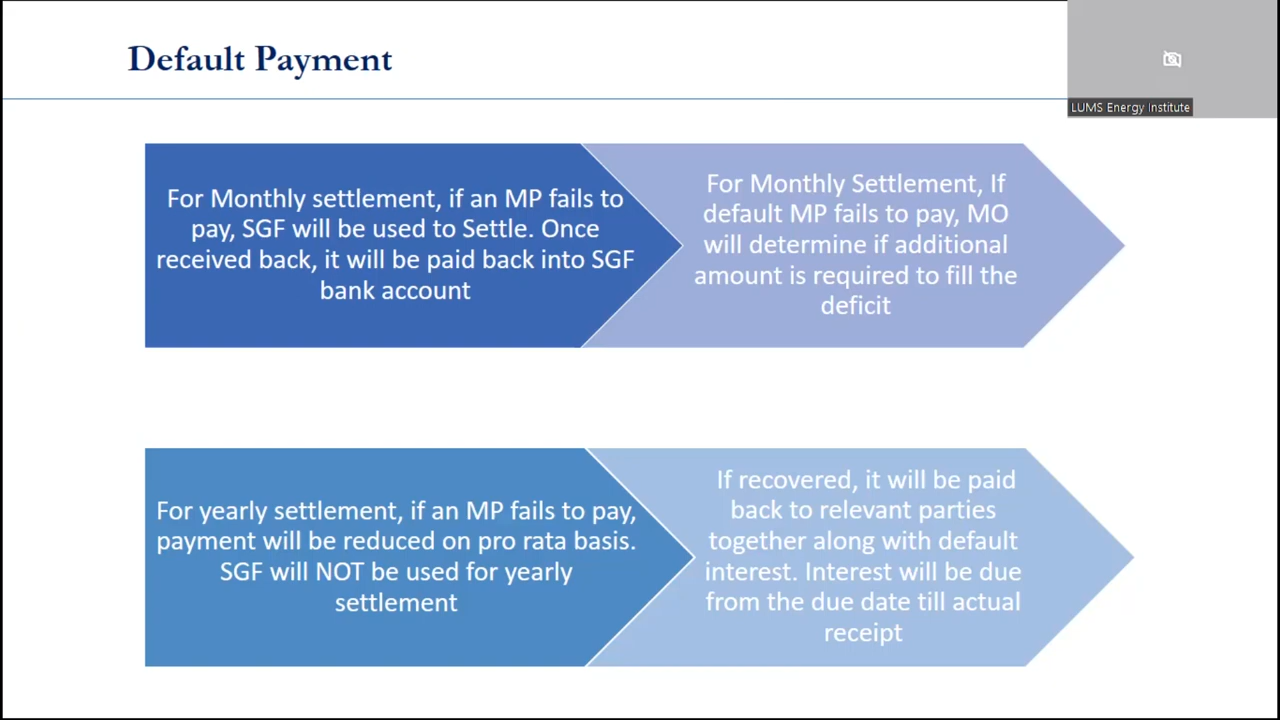 Default Payment
LUMS Energy Institute
For Monthly settlement, if an MP fails to
pay, SGF will be used to Settle. Once
received back, it will be paid back into SGF
bank account
For Monthly Settlement, If
default MP fails to pay, MO
will determine if additional
amount is required to fill the
deficit
For yearly settlement, if an MP fails to pay,
payment will be reduced on pro rata basis.
SGF will NOT be used for yearly
settlement
If recovered, it will be paid
back to relevant parties
together along with default
interest. Interest will be due
from the due date till actual
receipt